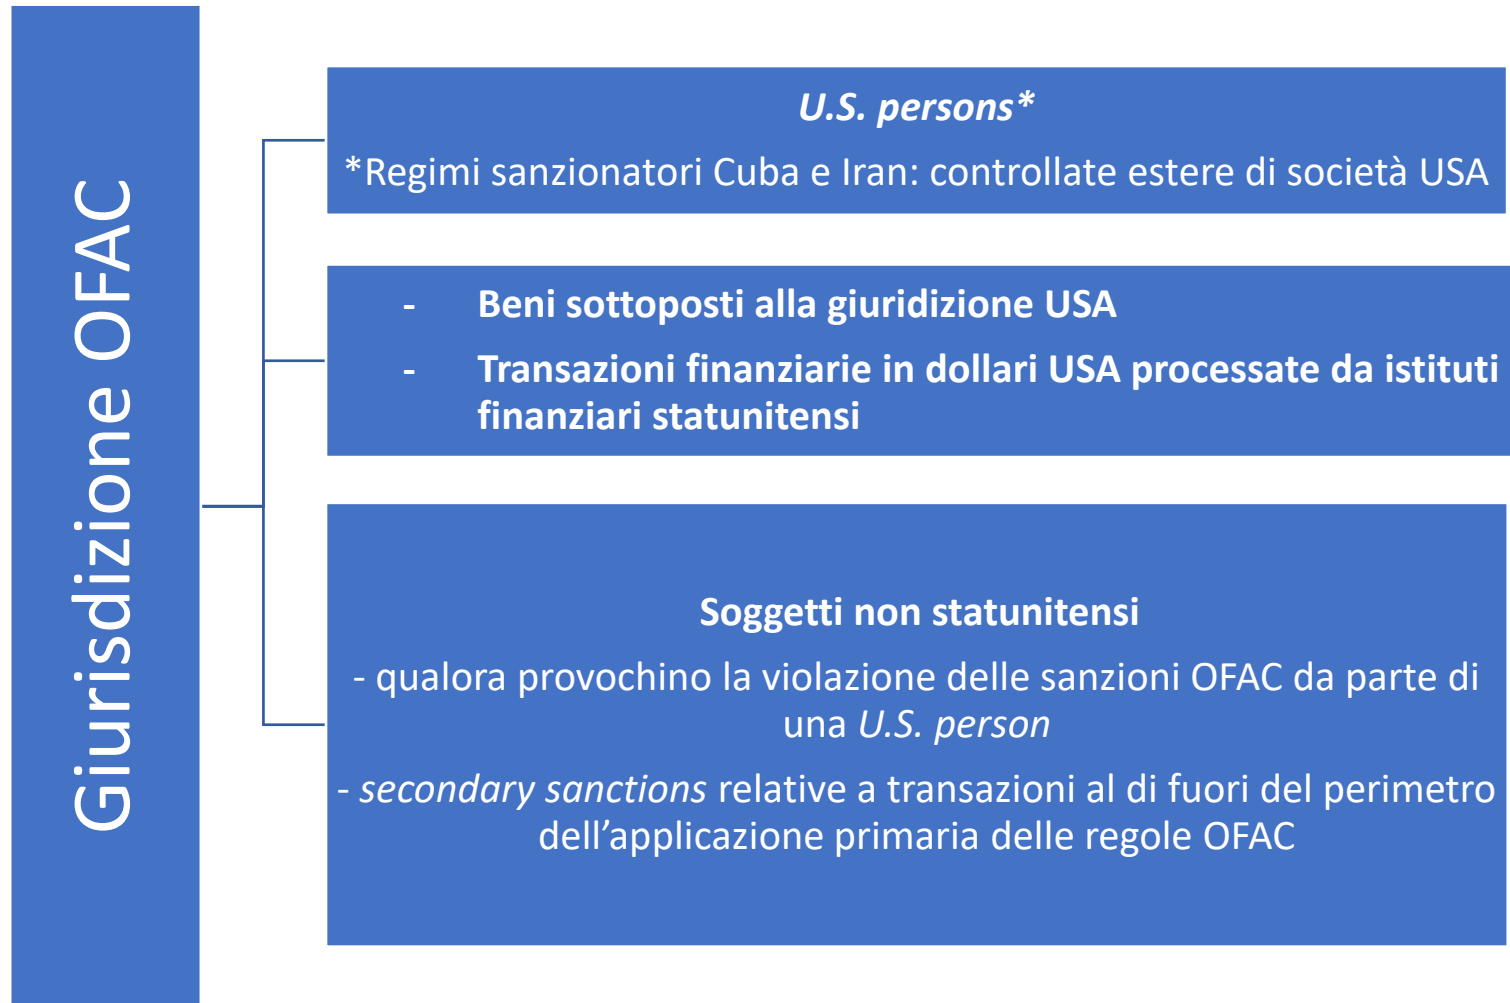 Giurisdizione OFAC
U.S. persons*
*Regimi sanzionatori Cuba e Iran: controllate estere di società USA
- Beni sottoposti alla giuridizione USA
- Transazioni finanziarie in dollari USA processate da istituti
finanziari statunitensi
Soggetti non statunitensi
- qualora provochino la violazione delle sanzioni OFAC da parte di
una U.S. person
- secondary sanctions relative a transazioni al di fuori del perimetro
dell’applicazione primaria delle regole OFAC